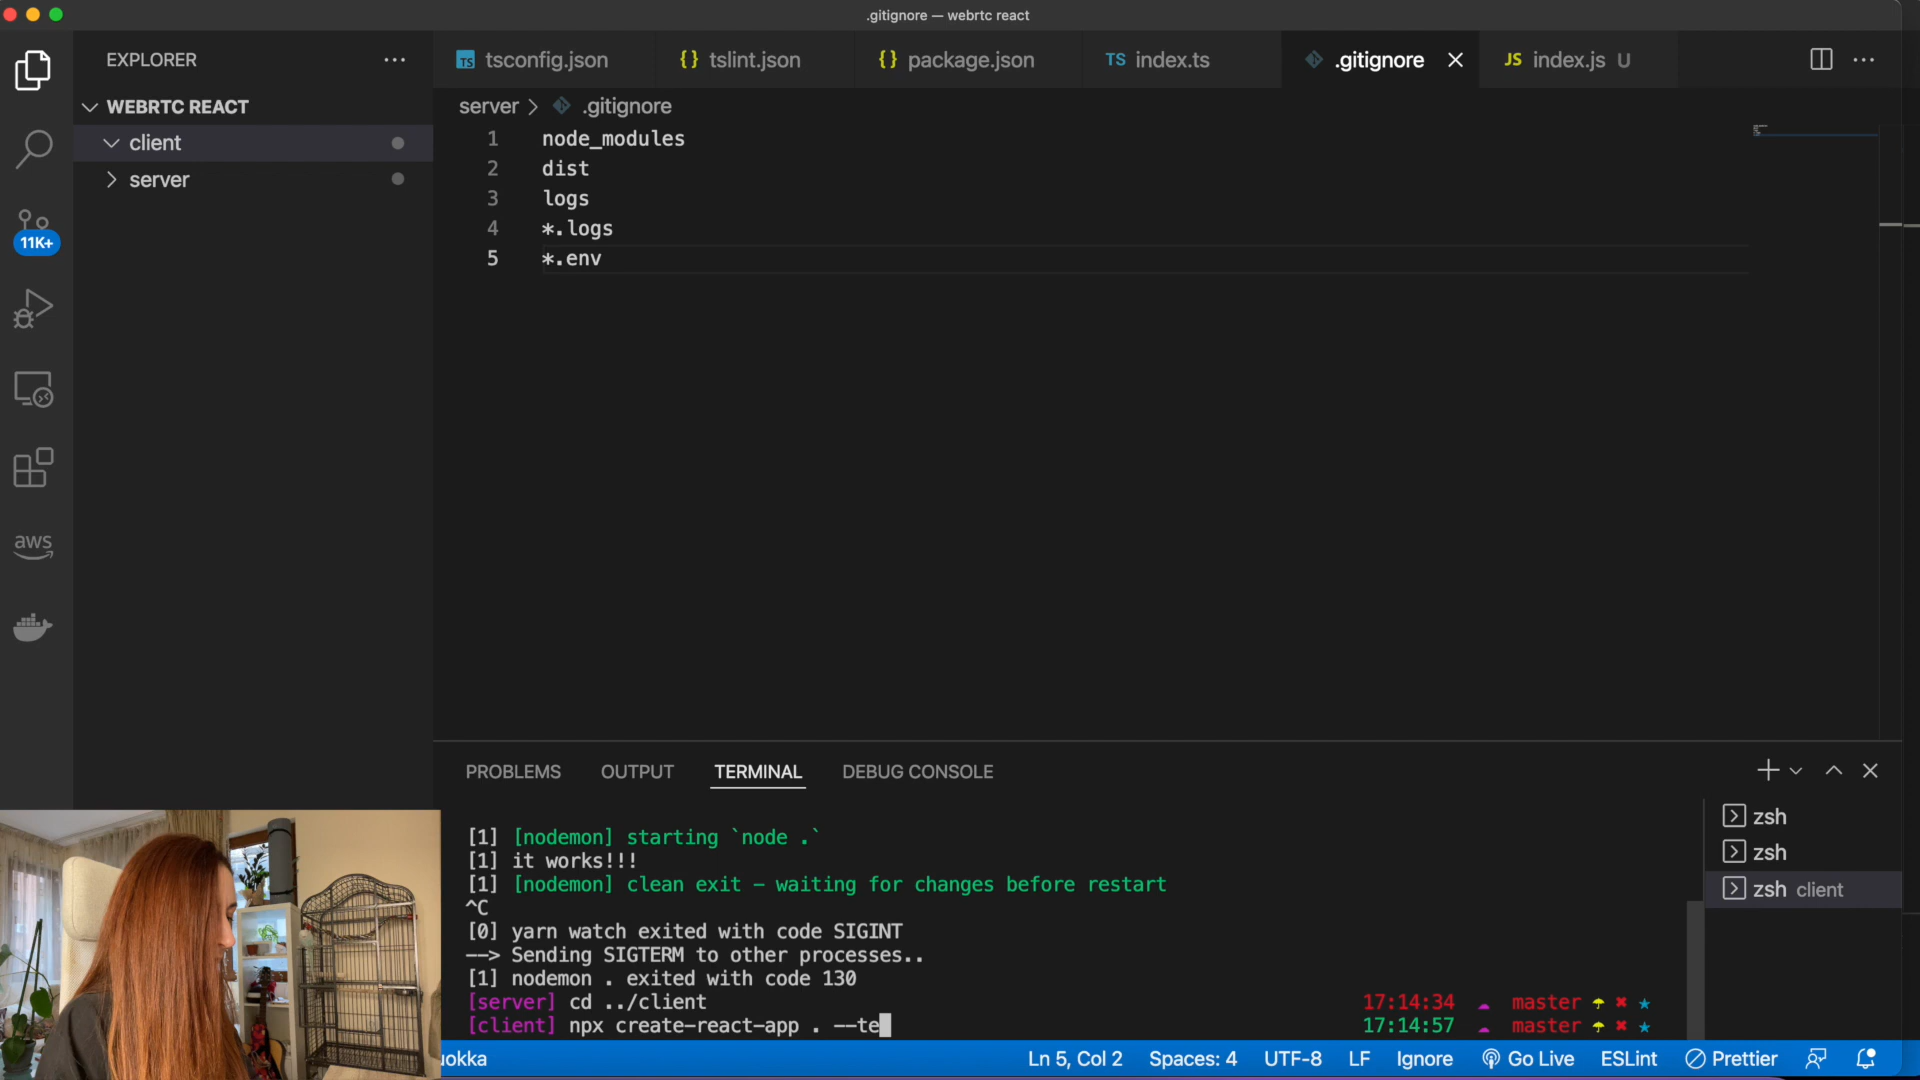 .gitignore — webrtc react
EXPLORER
tsconfig.json
{} tslint.json
{} package.json
TS index.ts
.gitignore
JS index.js U
WEBRTC REACT
client
server
11K+
aws
server > .gitignore
1 node_modules
2 dist
3 logs
4 *.logs
5 *.env
PROBLEMS OUTPUT TERMINAL DEBUG CONSOLE
[1] [nodemon] starting `node .`
[1] it works!!!
[1] [nodemon] clean exit - waiting for changes before restart
^C
[0] yarn watch exited with code SIGINT
--> Sending SIGTERM to other processes..
[1] nodemon . exited with code 130
[server] cd ../client 17:14:34 master
[client] npx create-react-app . --te 17:14:57 master
zsh
zsh
zsh client
uokka
Ln 5, Col 2 Spaces: 4 UTF-8 LF Ignore Go Live ESLint Prettier